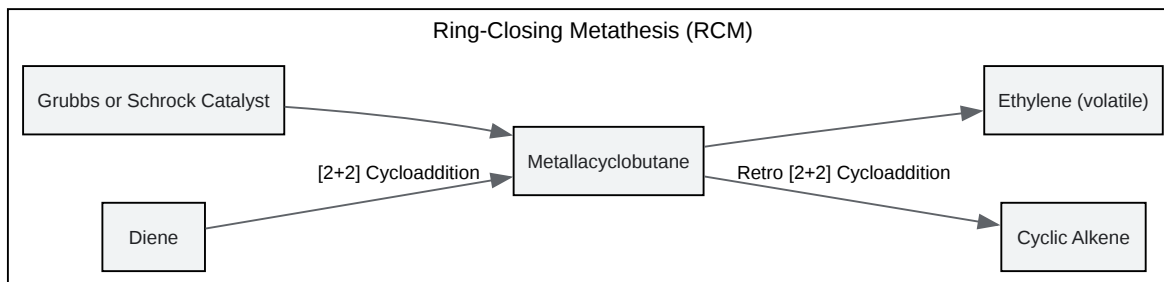 Ring-Closing Metathesis (RCM)
Grubbs or Schrock Catalyst
Ethylene (volatile)
Metallacyclobutane
[2+2] Cycloaddition
Retro [2+2] Cycloaddition
Diene
Cyclic Alkene